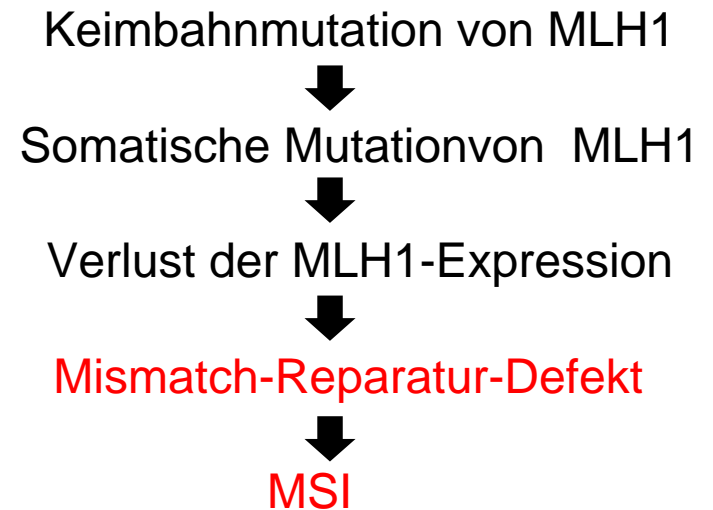 Keimbahnmutation von MLH1
Somatische Mutationvon MLH1
Verlust der MLH1-Expression
Mismatch-Reparatur-Defekt
MSI